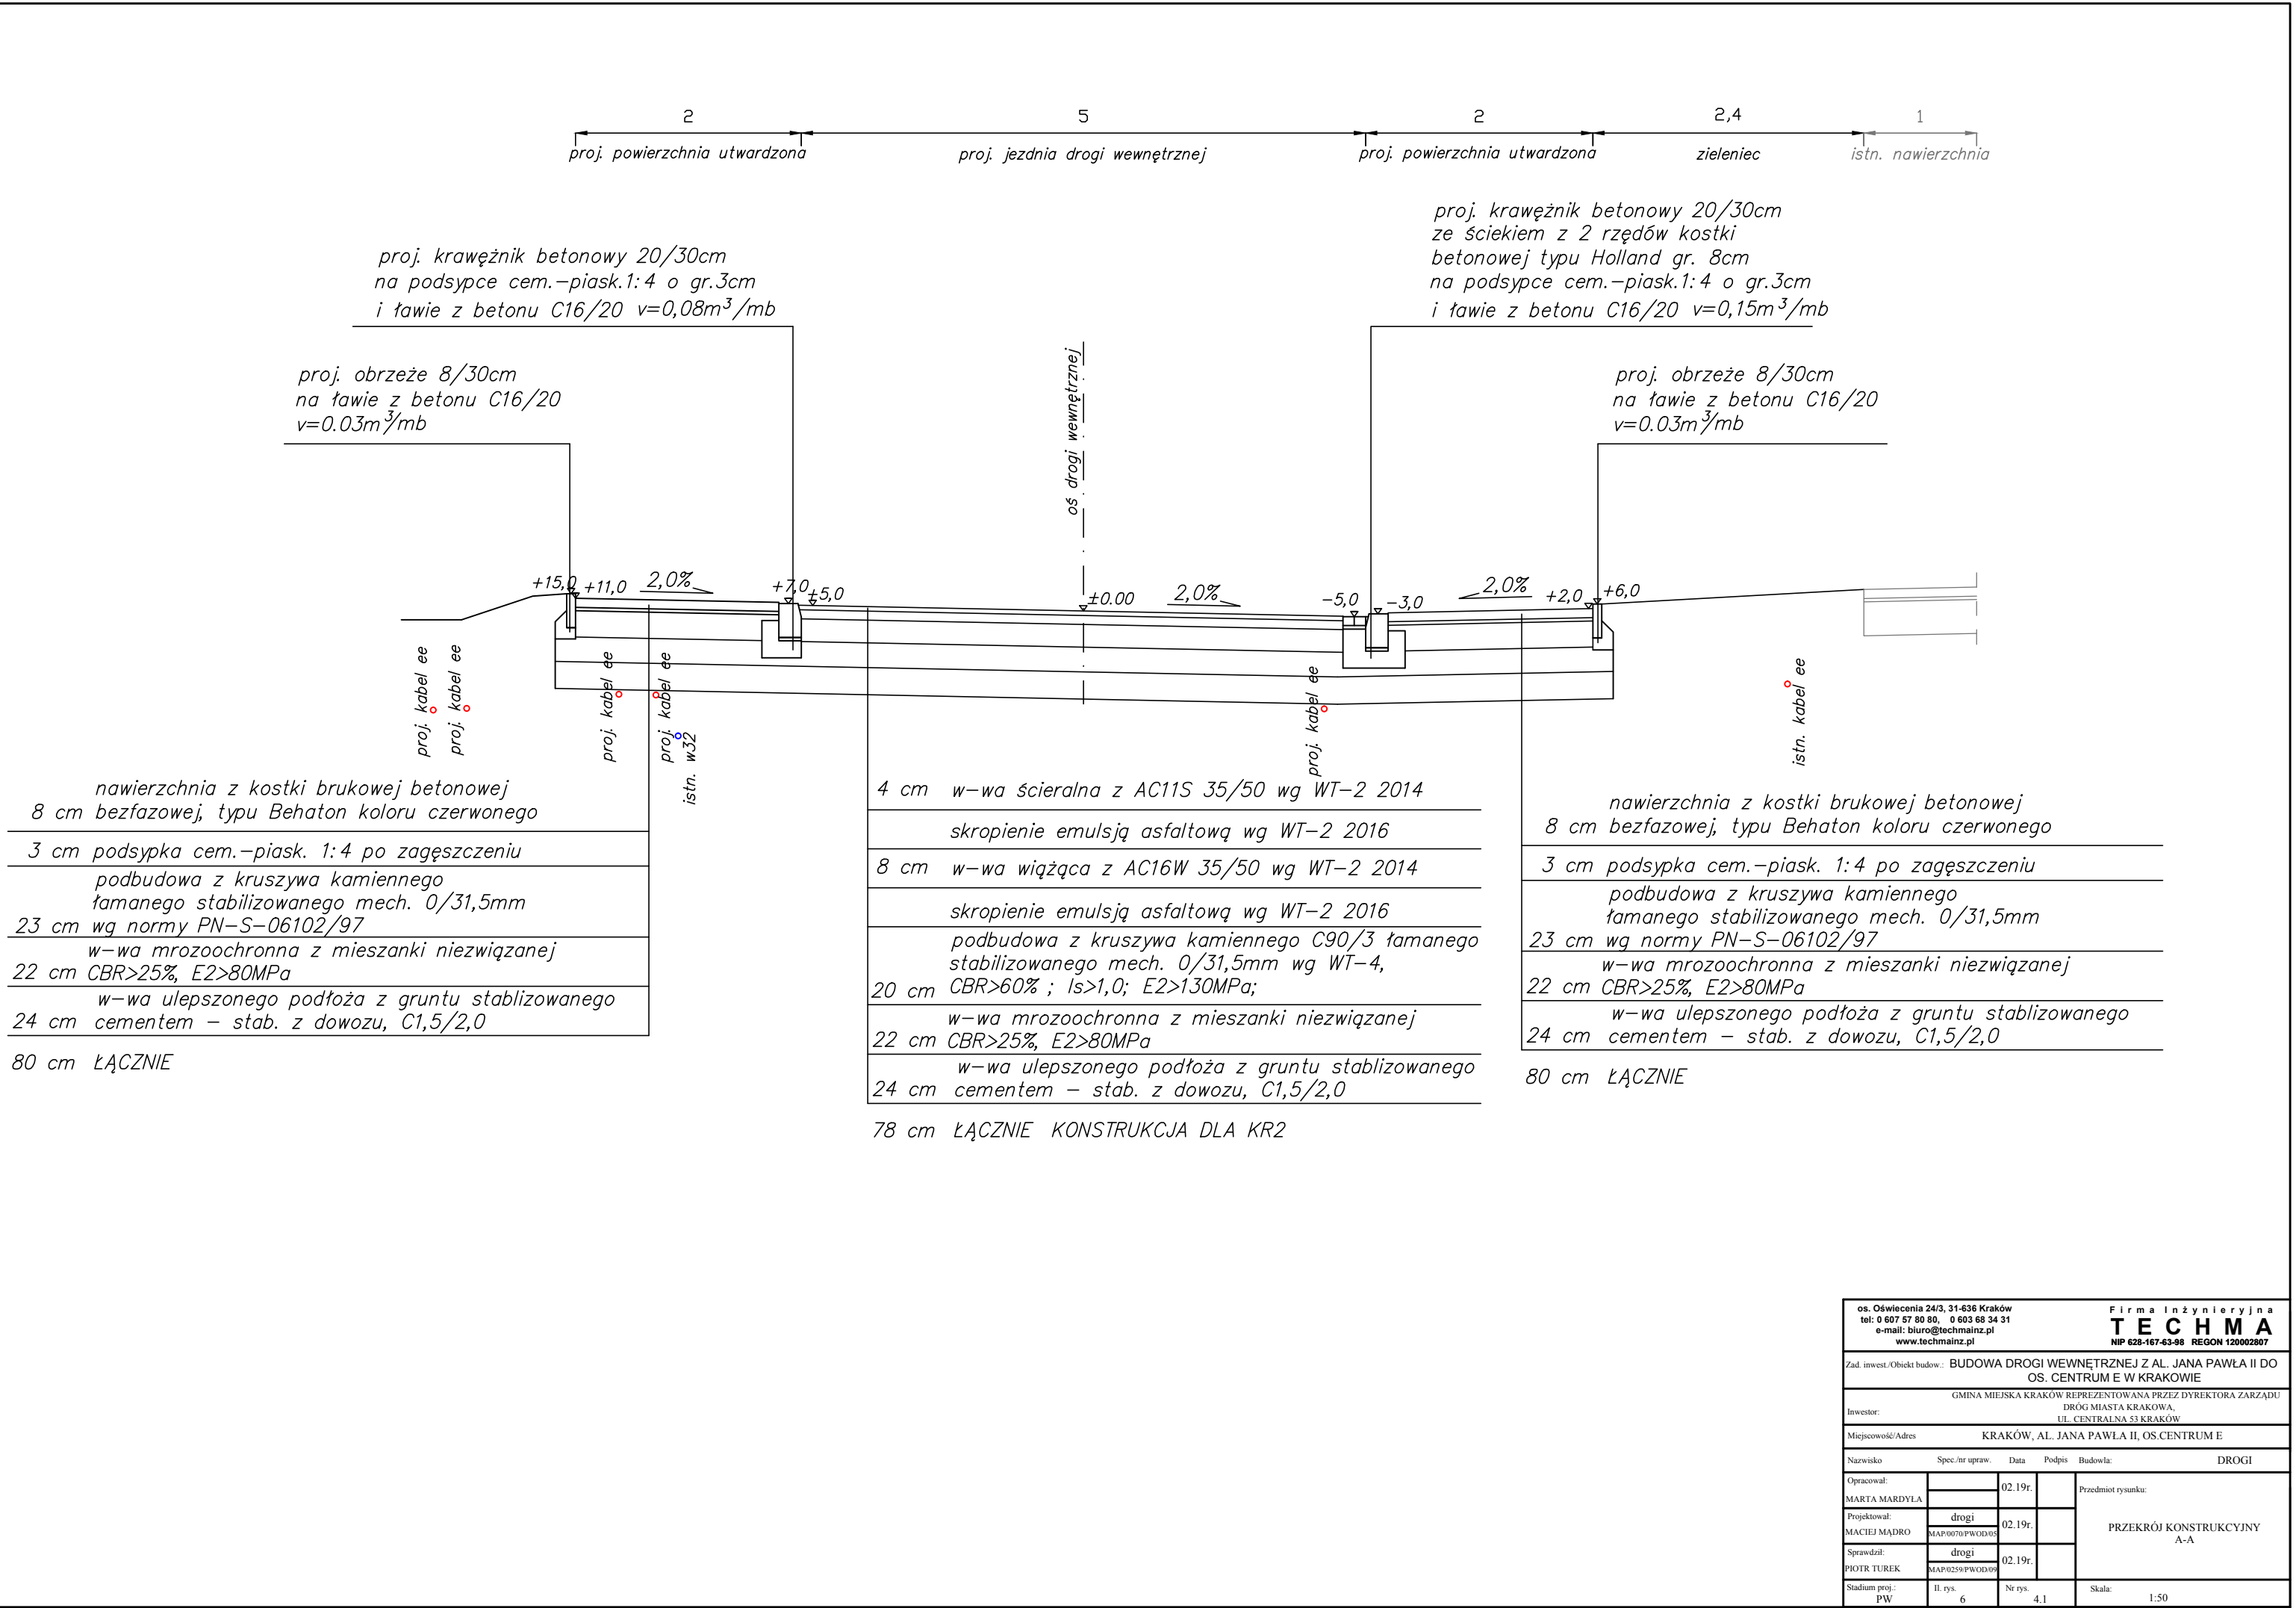 2
5
2
2,4
1
proj. powierzchnia utwardzona
proj. jezdnia drogi wewnętrznej
proj. powierzchnia utwardzona
zieleniec
istn. nawierzchnia
proj. krawężnik betonowy 20/30cm
na podsypce cem.-piask.1:4 o gr.3cm
i ławie z betonu C16/20 v=0,08m³/mb
proj. krawężnik betonowy 20/30cm
ze ściekiem z 2 rzędów kostki
betonowej typu Holland gr. 8cm
na podsypce cem.-piask.1:4 o gr.3cm
i ławie z betonu C16/20 v=0,15m³/mb
proj. obrzeże 8/30cm
na ławie z betonu C16/20
v=0.03m³/mb
oś drogi wewnętrznej
proj. obrzeże 8/30cm
na ławie z betonu C16/20
v=0.03m³/mb
+15,0
+11,0
2,0%
+7,0
+5,0
±0.00
2,0%
-5,0
-3,0
2,0%
+2,0
+6,0
proj. kabel ee
proj. kabel ee
proj. kabel ee
proj. kabel ee
istn. w32
proj. kabel ee
istn. kabel ee
nawierzchnia z kostki brukowej betonowej
8 cm bezfazowej, typu Behaton koloru czerwonego
3 cm podsypka cem.-piask. 1:4 po zagęszczeniu
podbudowa z kruszywa kamiennego
łamanego stabilizowanego mech. 0/31,5mm
23 cm wg normy PN-S-06102/97
w-wa mrozoochronna z mieszanki niezwiązanej
22 cm CBR>25%, E2>80MPa
w-wa ulepszonego podłoża z gruntu stablizowanego
24 cm cementem - stab. z dowozu, C1,5/2,0
80 cm ŁĄCZNIE
4 cm w-wa ścieralna z AC11S 35/50 wg WT-2 2014
skropienie emulsją asfaltową wg WT-2 2016
8 cm w-wa wiążąca z AC16W 35/50 wg WT-2 2014
skropienie emulsją asfaltową wg WT-2 2016
podbudowa z kruszywa kamiennego C90/3 łamanego
stabilizowanego mech. 0/31,5mm wg WT-4,
20 cm CBR>60% ; Is>1,0; E2>130MPa;
w-wa mrozoochronna z mieszanki niezwiązanej
22 cm CBR>25%, E2>80MPa
w-wa ulepszonego podłoża z gruntu stablizowanego
24 cm cementem - stab. z dowozu, C1,5/2,0
78 cm ŁĄCZNIE KONSTRUKCJA DLA KR2
nawierzchnia z kostki brukowej betonowej
8 cm bezfazowej, typu Behaton koloru czerwonego
3 cm podsypka cem.-piask. 1:4 po zagęszczeniu
podbudowa z kruszywa kamiennego
łamanego stabilizowanego mech. 0/31,5mm
23 cm wg normy PN-S-06102/97
w-wa mrozoochronna z mieszanki niezwiązanej
22 cm CBR>25%, E2>80MPa
w-wa ulepszonego podłoża z gruntu stablizowanego
24 cm cementem - stab. z dowozu, C1,5/2,0
80 cm ŁĄCZNIE
os. Oświecenia 24/3, 31-636 Kraków
tel: 0 607 57 80 80, 0 603 68 34 31
e-mail: biuro@techmainz.pl
www.techmainz.pl
Firma Inżynieryjna
TECHMA
NIP 628-167-63-98 REGON 120002807
Zad. inwest./Obiekt budow.: BUDOWA DROGI WEWNĘTRZNEJ Z AL. JANA PAWŁA II DO
OS. CENTRUM E W KRAKOWIE
GMINA MIEJSKA KRAKÓW REPREZENTOWANA PRZEZ DYREKTORA ZARZĄDU
Inwestor: DRÓG MIASTA KRAKOWA,
UL. CENTRALNA 53 KRAKÓW
Miejscowość/Adres KRAKÓW, AL. JANA PAWŁA II, OS.CENTRUM E
Nazwisko Spec./nr upraw. Data Podpis Budowla: DROGI
Opracował:
MARTA MARDYŁA
02.19r.
Przedmiot rysunku:
Projektował:
MACIEJ MĄDRO
drogi
MAP/0070/PWOD/05
02.19r.
PRZEKRÓJ KONSTRUKCYJNY
A-A
Sprawdził:
PIOTR TUREK
drogi
MAP/0259/PWOD/09
02.19r.
Stadium proj.: Il. rys. Nr rys. Skala:
PW 6 4.1 1:50